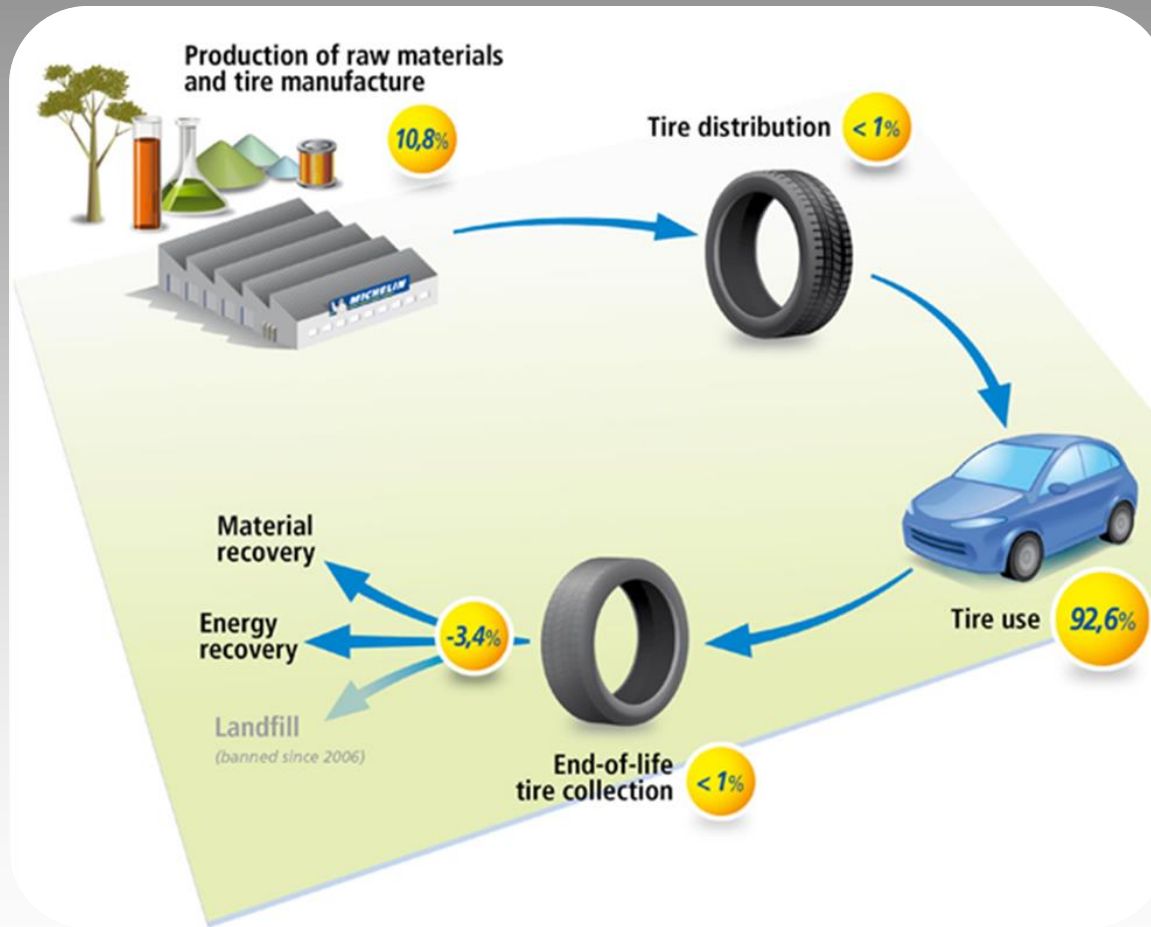 Production of raw materials
and tire manufacture
10,8%
Tire distribution
< 1%
MICHELIN
Tire use
92,6%
Material
recovery
Energy
recovery
-3,4%
Landfill
(banned since 2006)
End-of-life
tire collection
< 1%